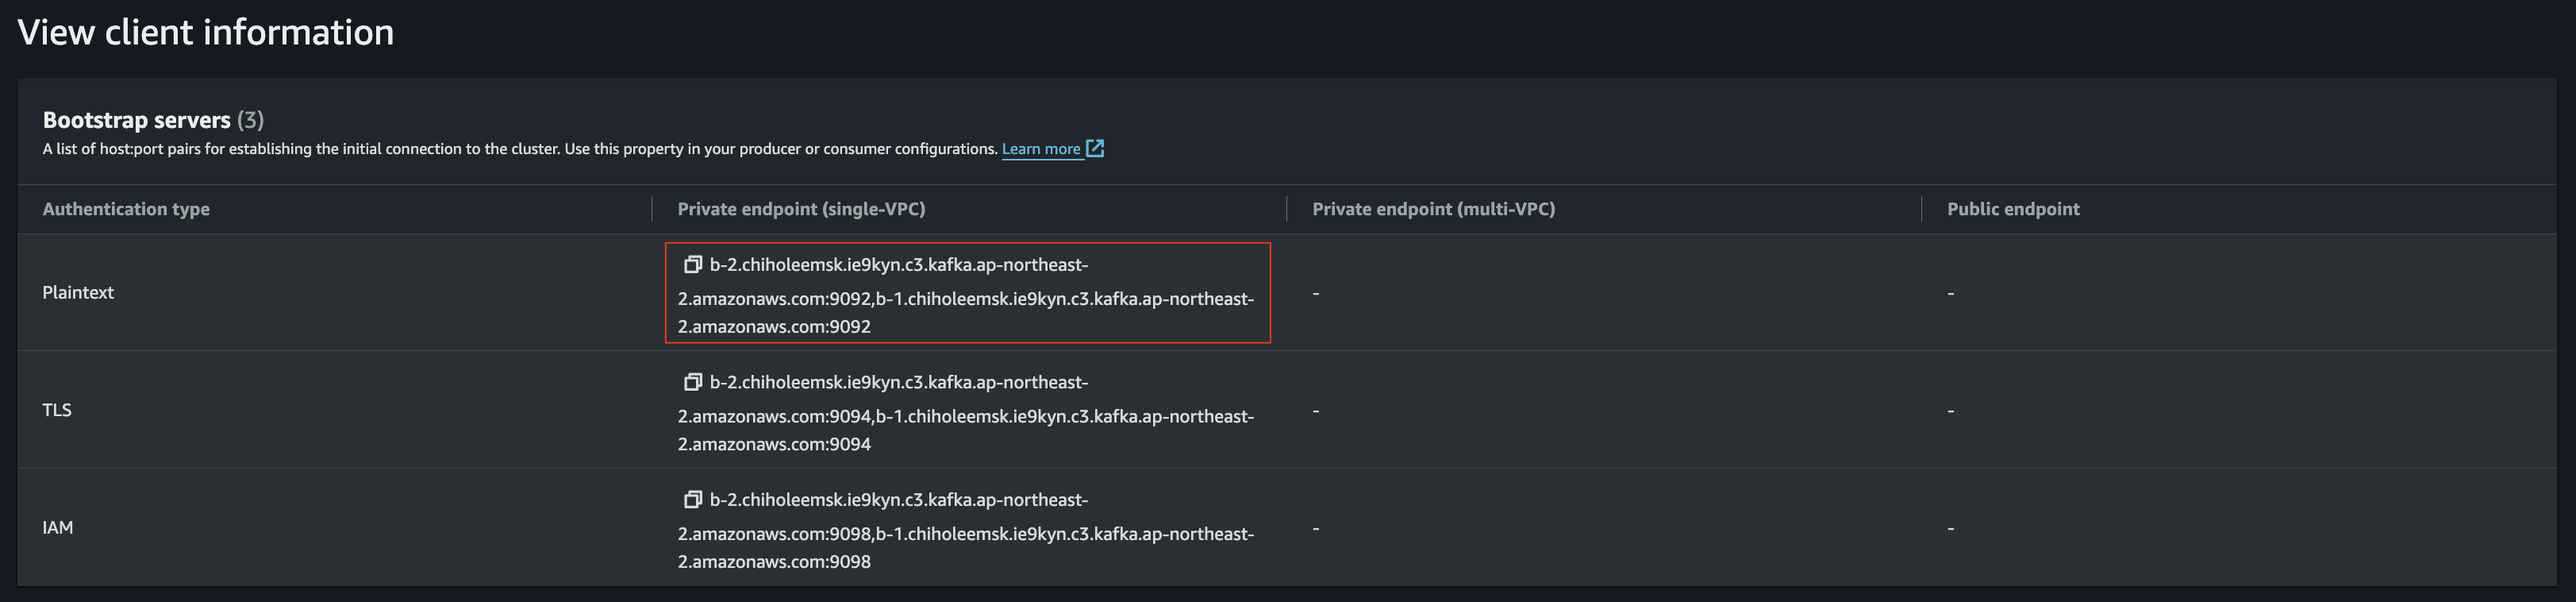 View client information
Bootstrap servers (3)
A list of host:port pairs for establishing the initial connection to the cluster. Use this property in your producer or consumer configurations. Learn more
Authentication type
Private endpoint (single-VPC)
Private endpoint (multi-VPC)
Public endpoint
Plaintext
b-2.chiholeemsk.ie9kyn.c3.kafka.ap-northeast-
2.amazonaws.com:9092,b-1.chiholeemsk.ie9kyn.c3.kafka.ap-northeast-
2.amazonaws.com:9092
-
-
TLS
b-2.chiholeemsk.ie9kyn.c3.kafka.ap-northeast-
2.amazonaws.com:9094,b-1.chiholeemsk.ie9kyn.c3.kafka.ap-northeast-
2.amazonaws.com:9094
-
-
IAM
b-2.chiholeemsk.ie9kyn.c3.kafka.ap-northeast-
2.amazonaws.com:9098,b-1.chiholeemsk.ie9kyn.c3.kafka.ap-northeast-
2.amazonaws.com:9098
-
-